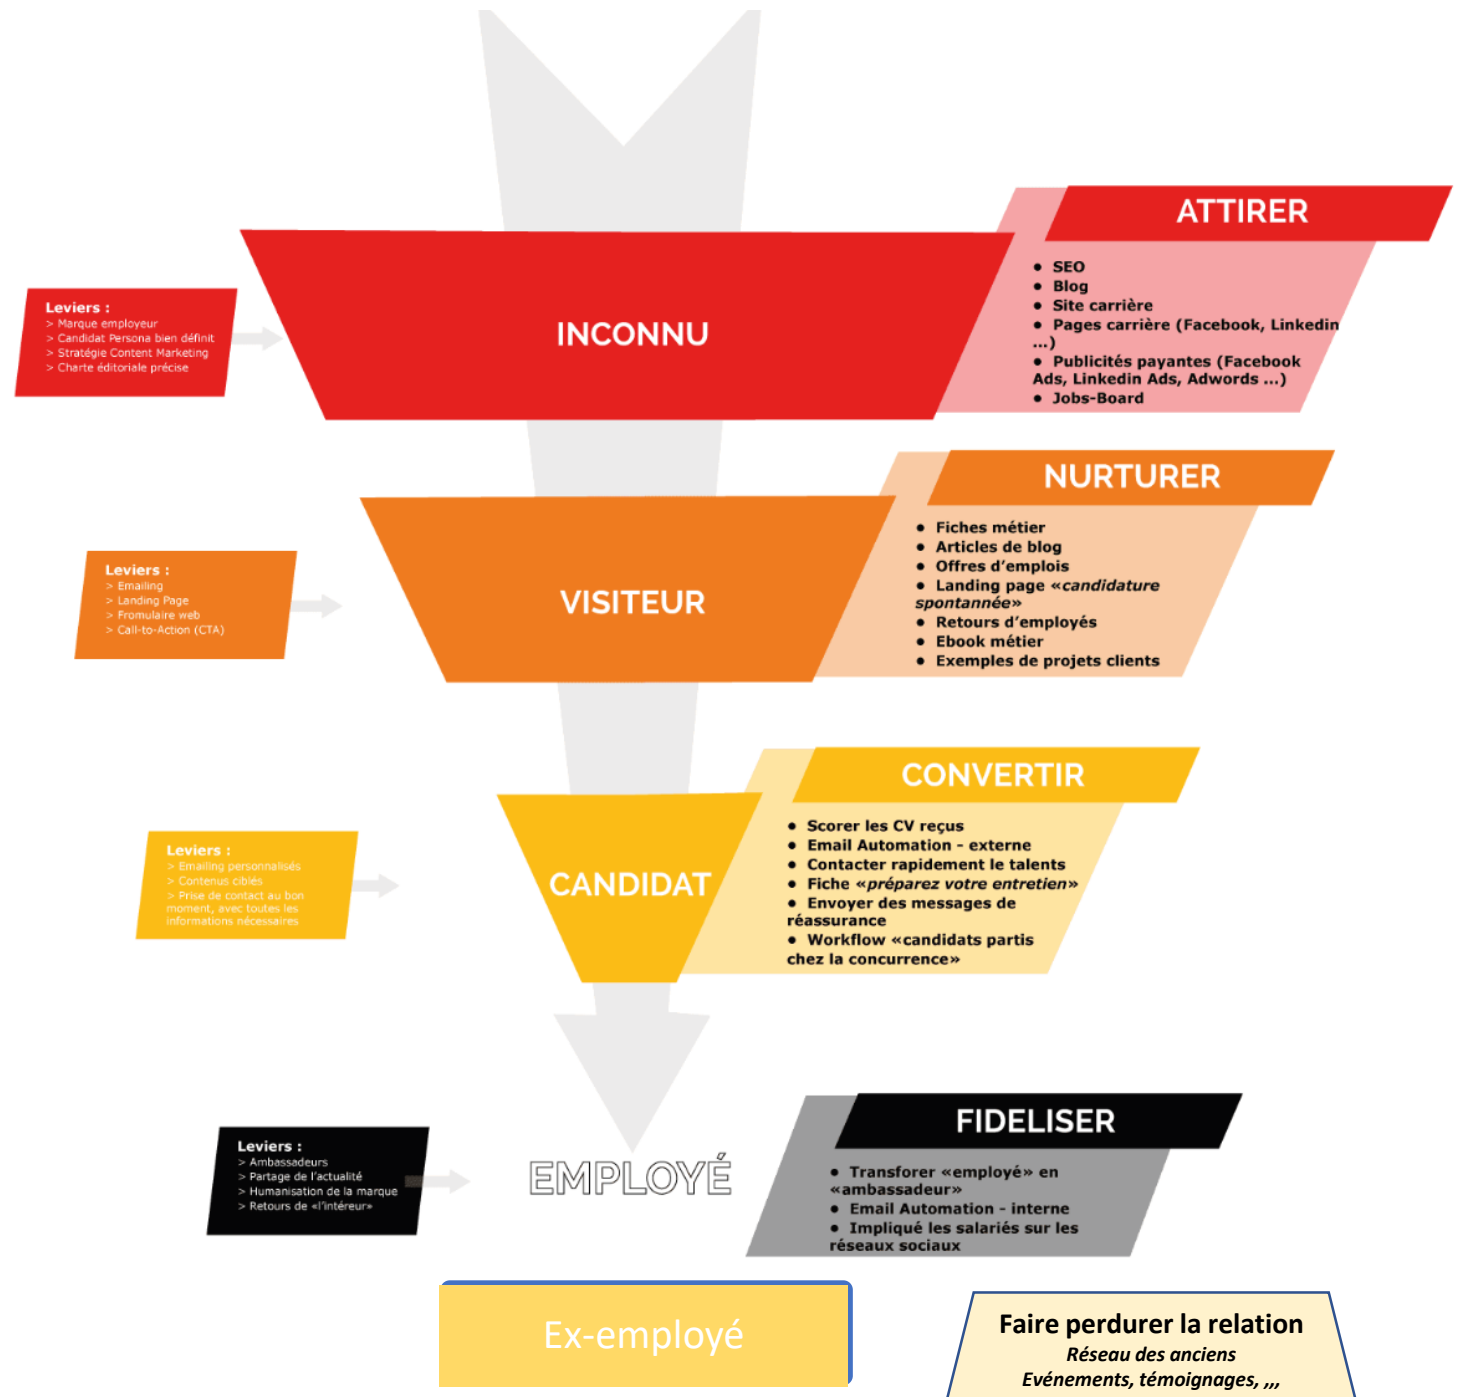 ATTIRER
● SEO
● Blog
● Site carrière
● Pages carrière (Facebook, Linkedin
...)
● Publicités payantes (Facebook
Ads, Linkedin Ads, Adwords ...)
● Jobs-Board
INCONNU
Leviers :
> Marque employeur
> Candidat Persona bien définit
> Stratégie Content Marketing
> Charte éditoriale précise
NURTURER
● Fiches métier
● Articles de blog
● Offres d’emplois
● Landing page «candidature
spontannée»
● Retours d’employés
● Ebook métier
● Exemples de projets clients
VISITEUR
Leviers :
> Emailing
> Landing Page
> Fromulaire web
> Call-to-Action (CTA)
CONVERTIR
● Scorer les CV reçus
● Email Automation - externe
● Contacter rapidement le talents
● Fiche «préparez votre entretien»
● Envoyer des messages de
réassurance
● Workflow «candidats partis
chez la concurrence»
CANDIDAT
Leviers :
> Emailing personnalisés
> Contenus ciblés
> Prise de contact au bon
moment, avec toutes les
informations nécessaires
FIDELISER
● Transforer «employé» en
«ambassadeur»
● Email Automation - interne
● Impliqué les salariés sur les
réseaux sociaux
EMPLOYÉ
Leviers :
> Ambassadeurs
> Partage de l’actualité
> Humanisation de la marque
> Retours de «l’intéreur»
Ex-employé
Faire perdurer la relation
Réseau des anciens
Evénements, témoignages, ,,,